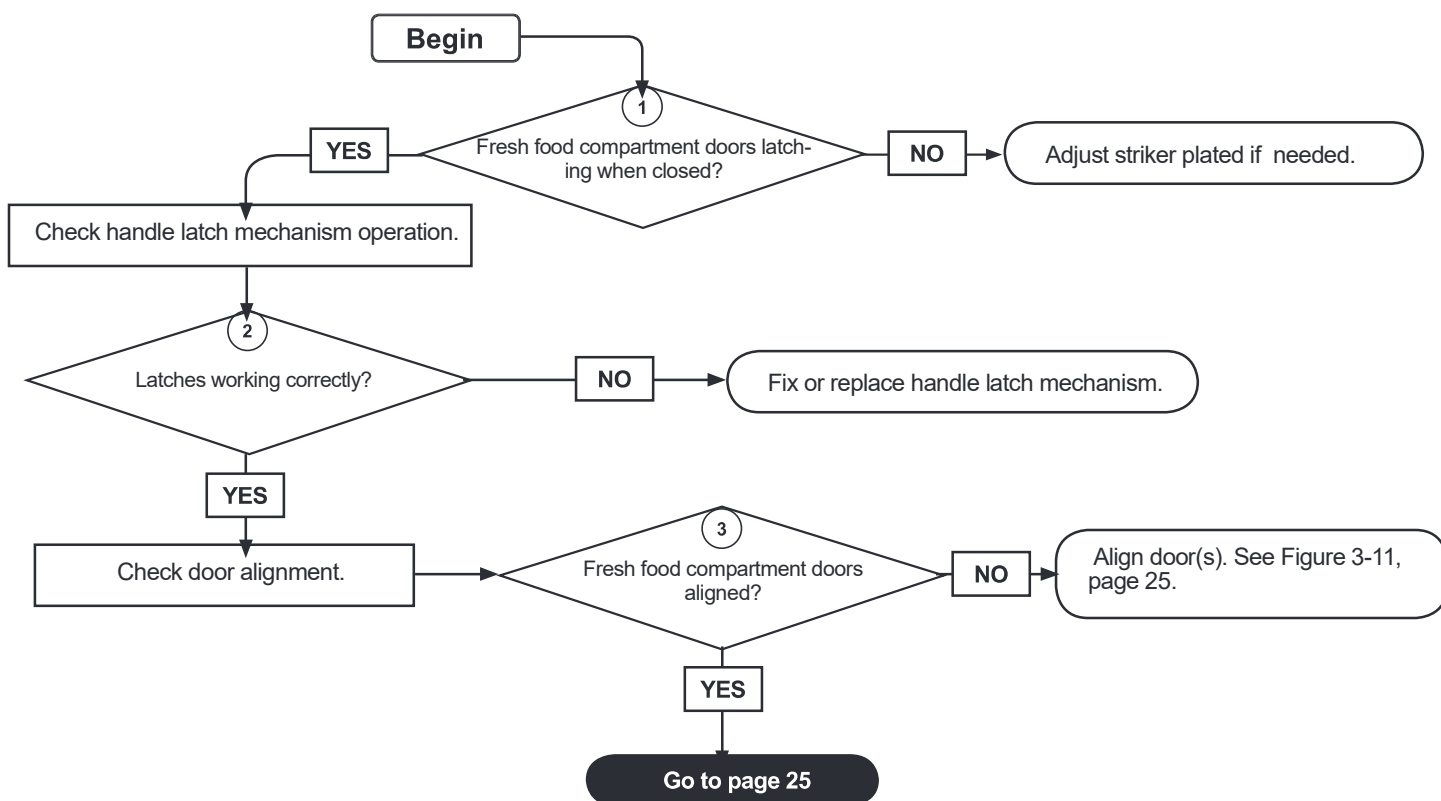 Begin
1
Fresh food compartment doors latch-
ing when closed?
YES
NO
Adjust striker plated if needed.
Check handle latch mechanism operation.
2
Latches working correctly?
NO
Fix or replace handle latch mechanism.
YES
Check door alignment.
3
Fresh food compartment doors
aligned?
NO
Align door(s). See Figure 3-11,
page 25.
YES
Go to page 25